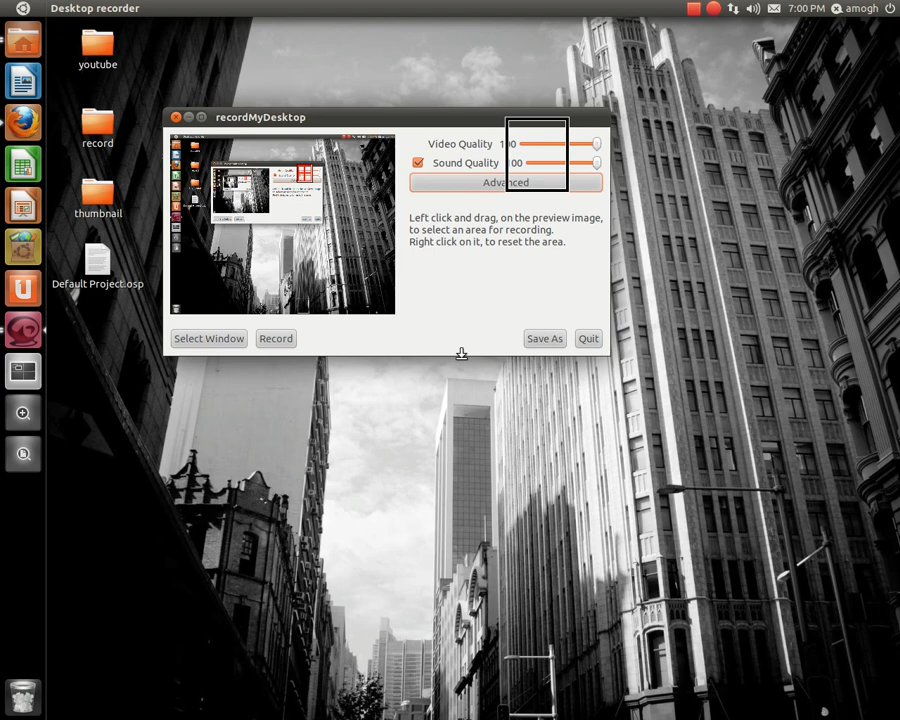 Desktop recorder
7:00 PM
amogh
youtube
record
thumbnail
Default Project.osp
recordMyDesktop
Video Quality 100
Sound Quality 100
Advanced
Left click and drag, on the preview image,
to select an area for recording.
Right click on it, to reset the area.
Select Window
Record
Save As
Quit